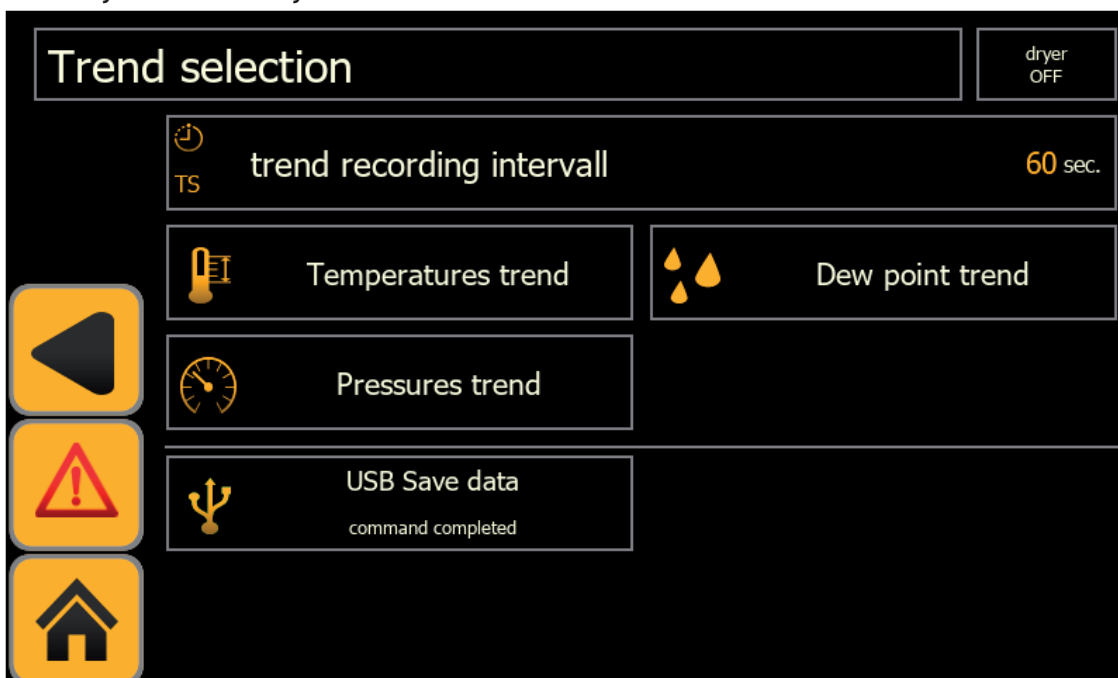 Trend selection
dryer
OFF
TS
trend recording intervall
60 sec.
Temperatures trend
Dew point trend
Pressures trend
USB Save data
command completed